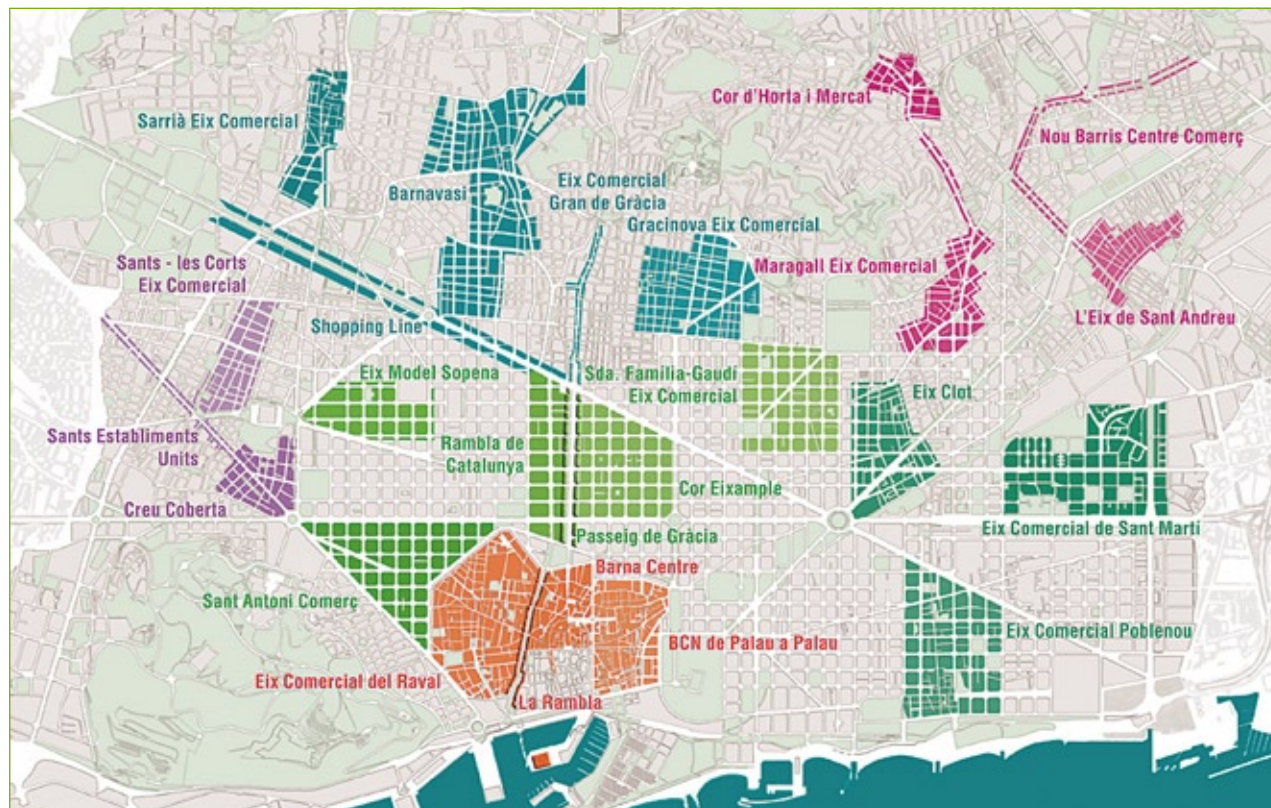 Cor d'Horta i Mercat
Sarrià Eix Comercial
Nou Barris Centre Comerç
Barnavasi
Eix Comercial
Gran de Gràcia
Gracinova Eix Comercial
Sants - les Corts
Eix Comercial
Maragall Eix Comercial
L'Eix de Sant Andreu
Shopping Line
Eix Model Sopena
Sda. Família-Gaudí
Eix Comercial
Eix Clot
Sants Establiments
Units
Rambla de
Catalunya
Cor Eixample
Creu Coberta
Eix Comercial de Sant Martí
Passeig de Gràcia
Barna Centre
Sant Antoni Comerç
BCN de Palau a Palau
Eix Comercial Poblenou
Eix Comercial del Raval
La Rambla